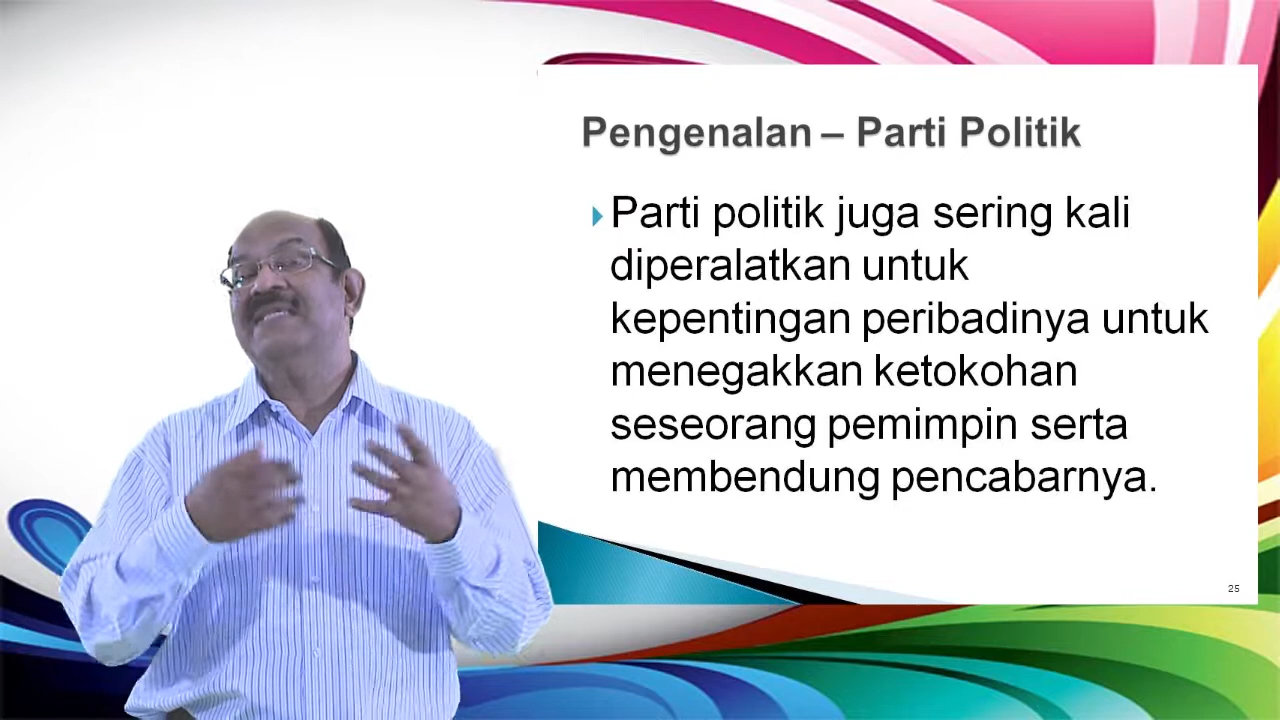 Pengenalan – Parti Politik
Parti politik juga sering kali
diperalatkan untuk
kepentingan peribadinya untuk
menegakkan ketokohan
seseorang pemimpin serta
membendung pencabarnya.
25